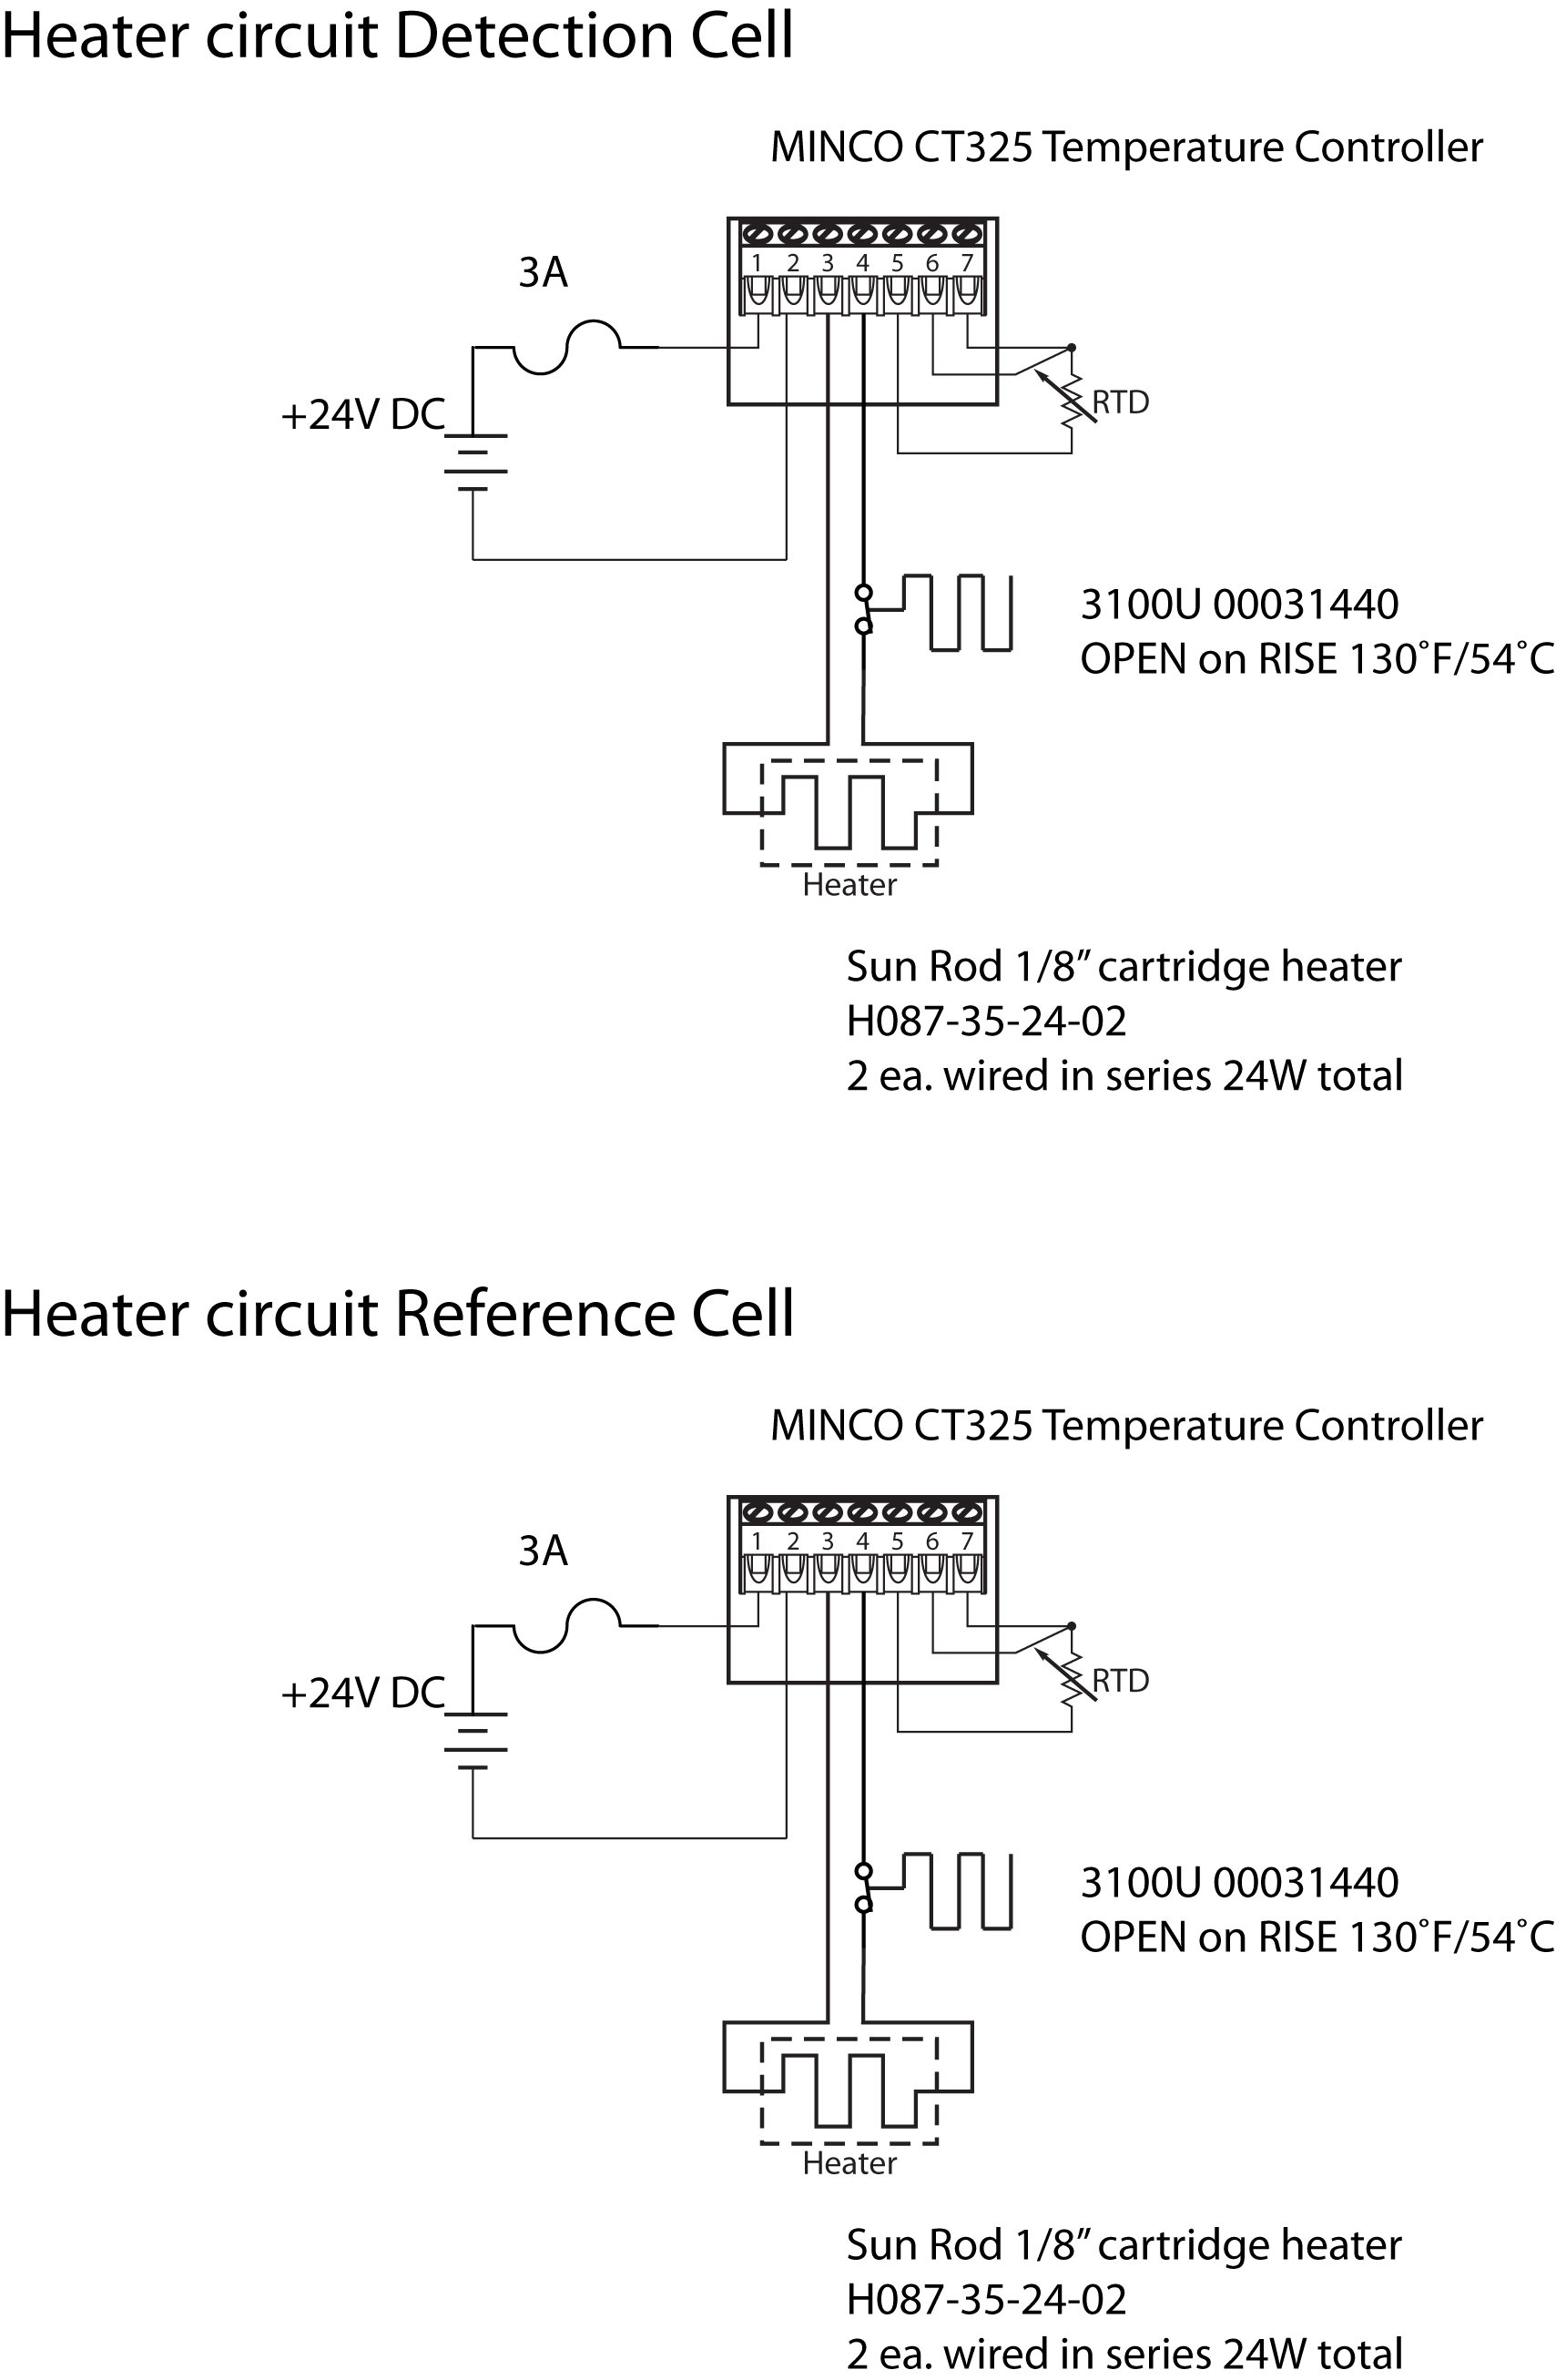 Heater circuit Detection Cell
MINCO CT325 Temperature Controller
1 2 3 4 5 6 7
3A
+24V DC
RTD
3100U 00031440
OPEN on RISE 130˚F/54˚C
Heater
Sun Rod 1/8” cartridge heater
H087-35-24-02
2 ea. wired in series 24W total
Heater circuit Reference Cell
MINCO CT325 Temperature Controller
1 2 3 4 5 6 7
3A
+24V DC
RTD
3100U 00031440
OPEN on RISE 130˚F/54˚C
Heater
Sun Rod 1/8” cartridge heater
H087-35-24-02
2 ea. wired in series 24W total